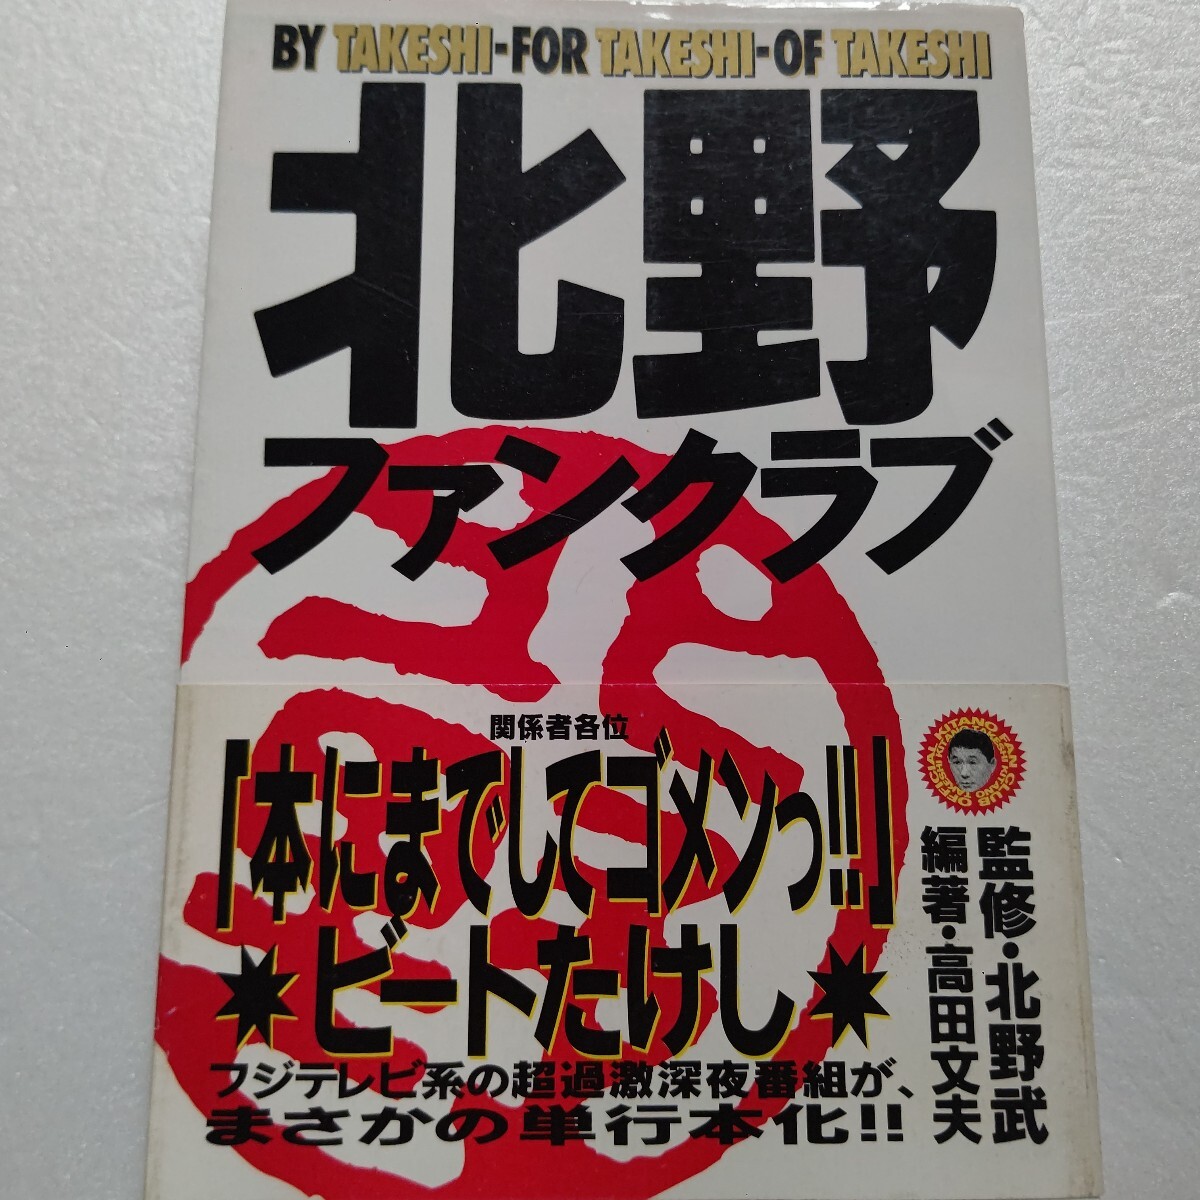 BY TAKESHI-FOR TAKESHI-OF TAKESHI
北野
ファンクラブ
関係者各位
「本にまでしてゴメンっ!!」
✷ビートたけし✷
フジテレビ系の超過激深夜番組が、
まさかの単行本化!!
監修・北野武
編著・高田文夫